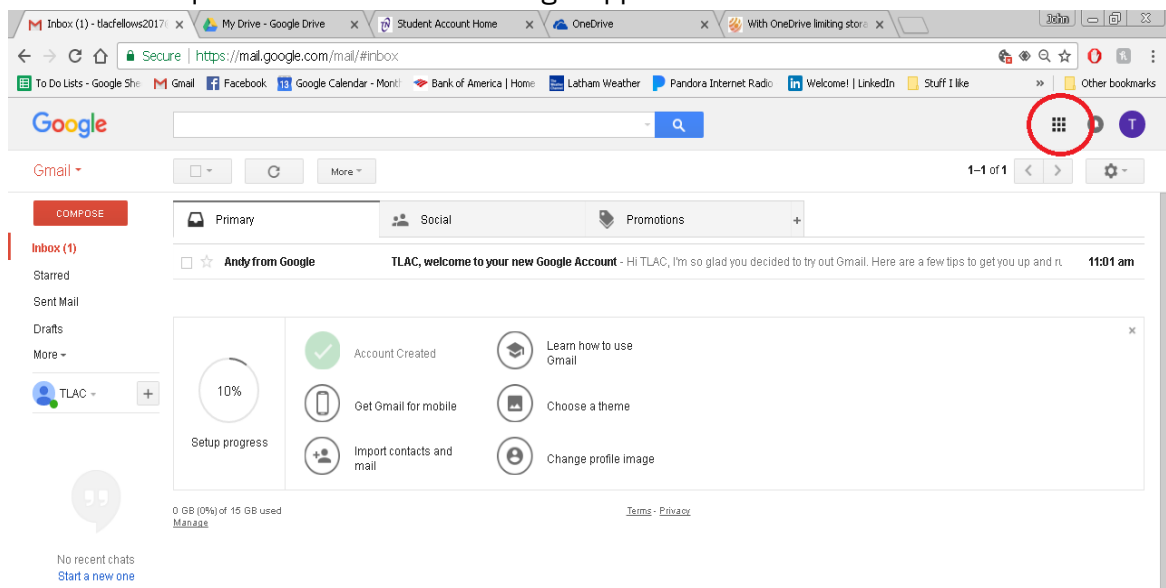 Inbox (1) - tlacfellows2017 My Drive - Google Drive Student Account Home OneDrive With OneDrive limiting stora John
Secure | https://mail.google.com/mail/#inbox
To Do Lists - Google She Gmail Facebook 13 Google Calendar - Month Bank of America | Home Latham Weather Pandora Internet Radio Welcome! | LinkedIn Stuff I like » Other bookmarks
Google T
Gmail More 1–1 of 1
COMPOSE Primary Social Promotions +
Inbox (1)
Andy from Google TLAC, welcome to your new Google Account - Hi TLAC, I'm so glad you decided to try out Gmail. Here are a few tips to get you up and 11:01 am
Starred
Sent Mail
Drafts
More
TLAC +
10%
Setup progress
Account Created
Learn how to use
Gmail
Get Gmail for mobile
Choose a theme
Import contacts and
mail
Change profile image
0 GB (0%) of 15 GB used
Manage
Terms - Privacy
No recent chats
Start a new one